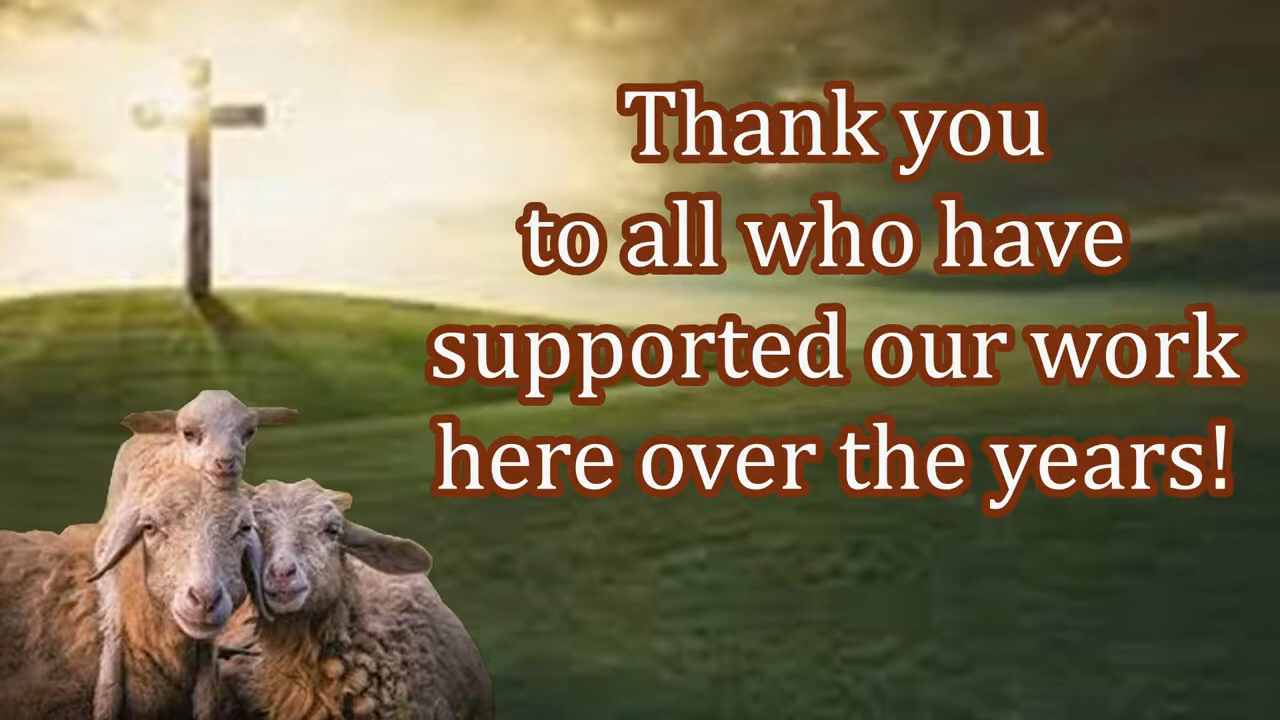 Thank you
to all who have
supported our work
here over the years!